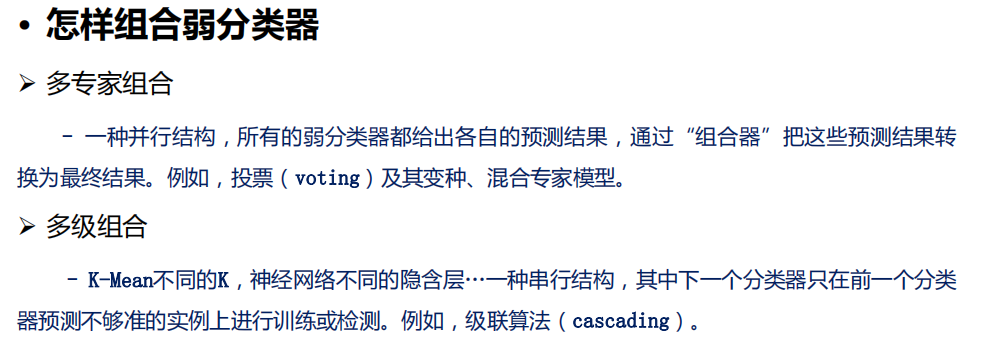 • 怎样组合弱分类器
➢ 多专家组合
- 一种并行结构，所有的弱分类器都给出各自的预测结果，通过“组合器”把这些预测结果转
换为最终结果。例如，投票（voting）及其变种、混合专家模型。
➢ 多级组合
- K-Mean不同的K，神经网络不同的隐含层…一种串行结构，其中下一个分类器只在前一个分类
器预测不够准的实例上进行训练或检测。例如，级联算法（cascading）。